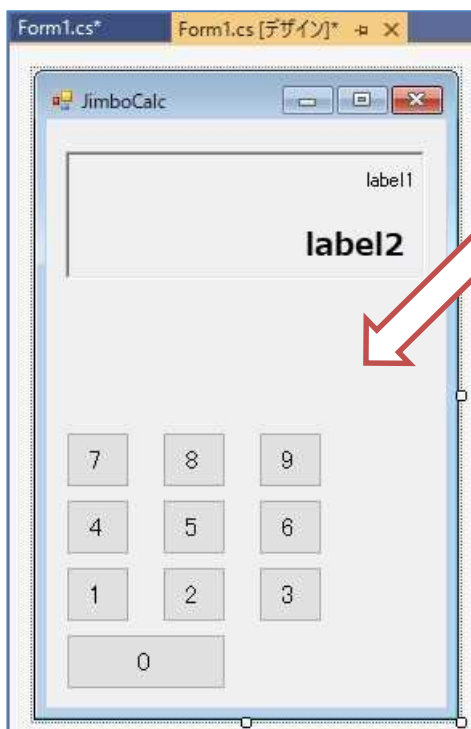 Form1.cs*
Form1.cs [デザイン]*
JimboCalc
label1
label2
7 8 9
4 5 6
1 2 3
0